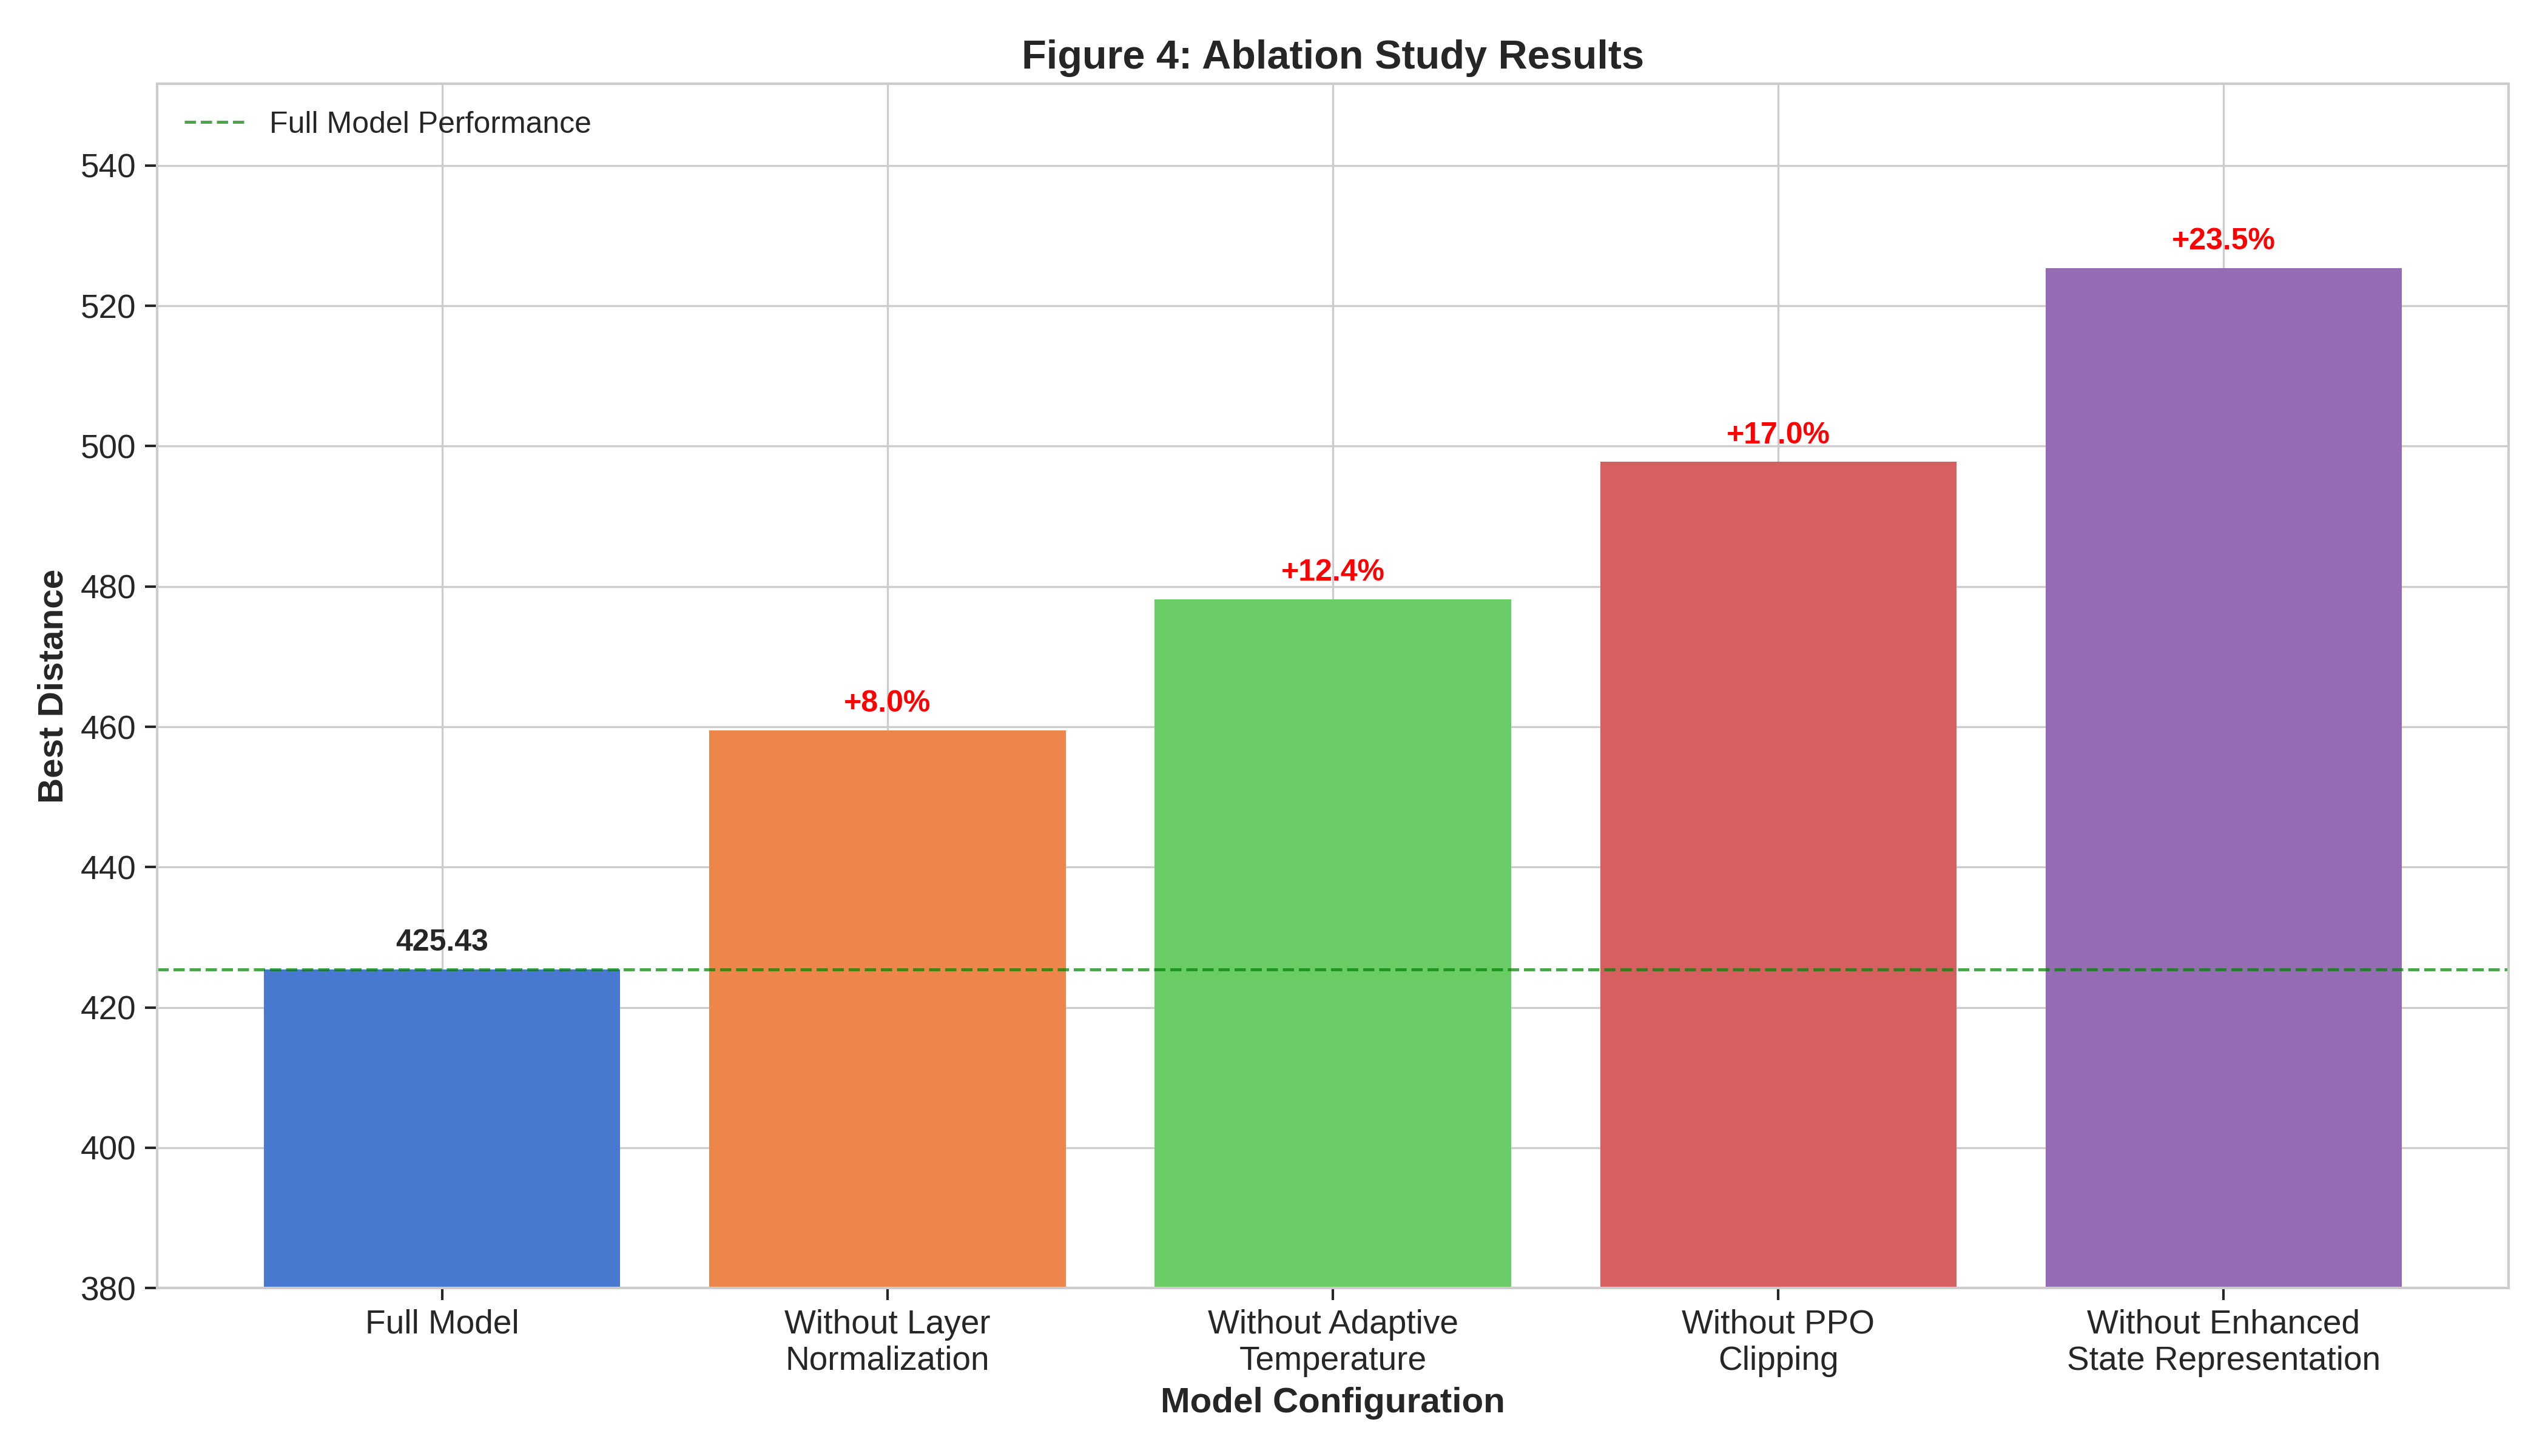 Figure 4: Ablation Study Results
Full Model Performance
540
520
500
480
460
440
420
400
380
Best Distance
425.43
+8.0%
+12.4%
+17.0%
+23.5%
Full Model
Without Layer
Normalization
Without Adaptive
Temperature
Without PPO
Clipping
Without Enhanced
State Representation
Model Configuration